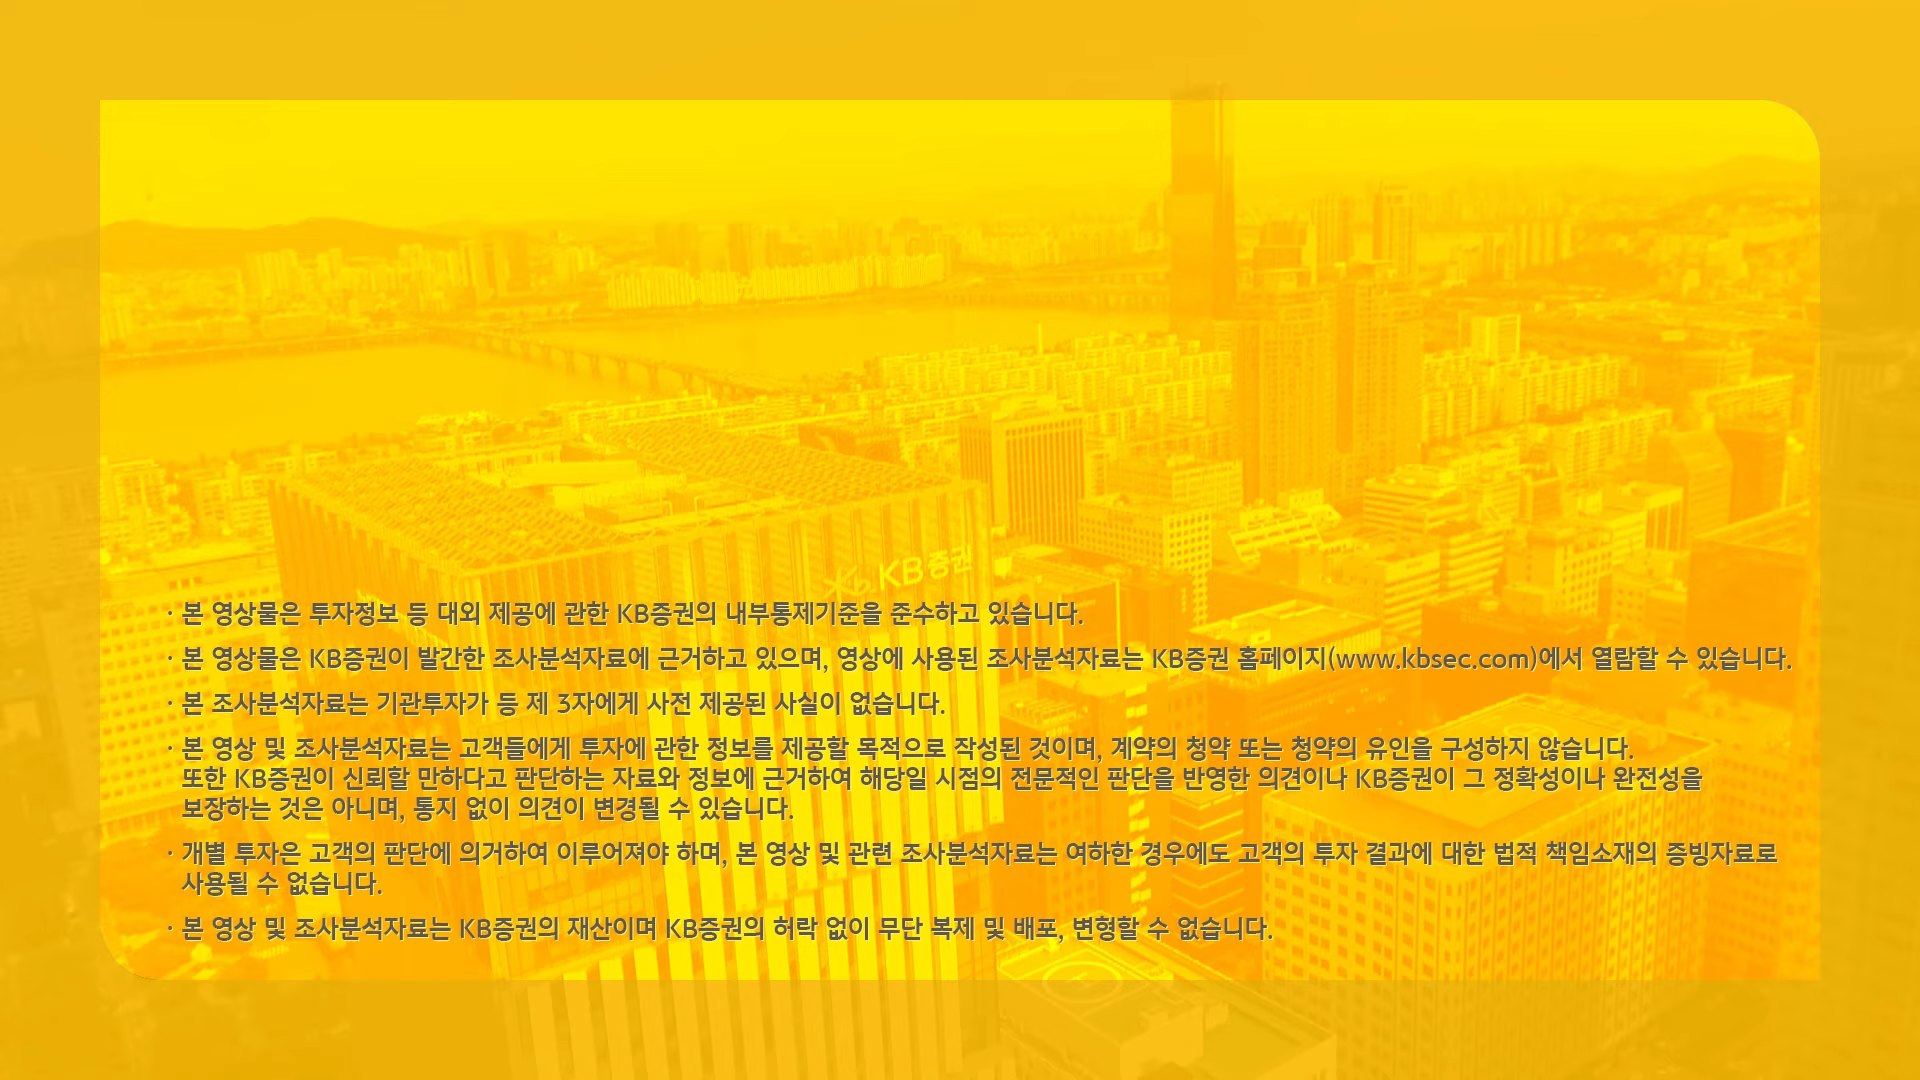 KB증권
· 본 영상물은 투자정보 등 대외 제공에 관한 KB증권의 내부통제기준을 준수하고 있습니다.
· 본 영상물은 KB증권이 발간한 조사분석자료에 근거하고 있으며, 영상에 사용된 조사분석자료는 KB증권 홈페이지(www.kbsec.com)에서 열람할 수 있습니다.
· 본 조사분석자료는 기관투자가 등 제 3자에게 사전 제공된 사실이 없습니다.
· 본 영상 및 조사분석자료는 고객들에게 투자에 관한 정보를 제공할 목적으로 작성된 것이며, 계약의 청약 또는 청약의 유인을 구성하지 않습니다.
또한 KB증권이 신뢰할 만하다고 판단하는 자료와 정보에 근거하여 해당일 시점의 전문적인 판단을 반영한 의견이나 KB증권이 그 정확성이나 완전성을
보장하는 것은 아니며, 통지 없이 의견이 변경될 수 있습니다.
· 개별 투자은 고객의 판단에 의거하여 이루어져야 하며, 본 영상 및 관련 조사분석자료는 여하한 경우에도 고객의 투자 결과에 대한 법적 책임소재의 증빙자료로
사용될 수 없습니다.
· 본 영상 및 조사분석자료는 KB증권의 재산이며 KB증권의 허락 없이 무단 복제 및 배포, 변형할 수 없습니다.